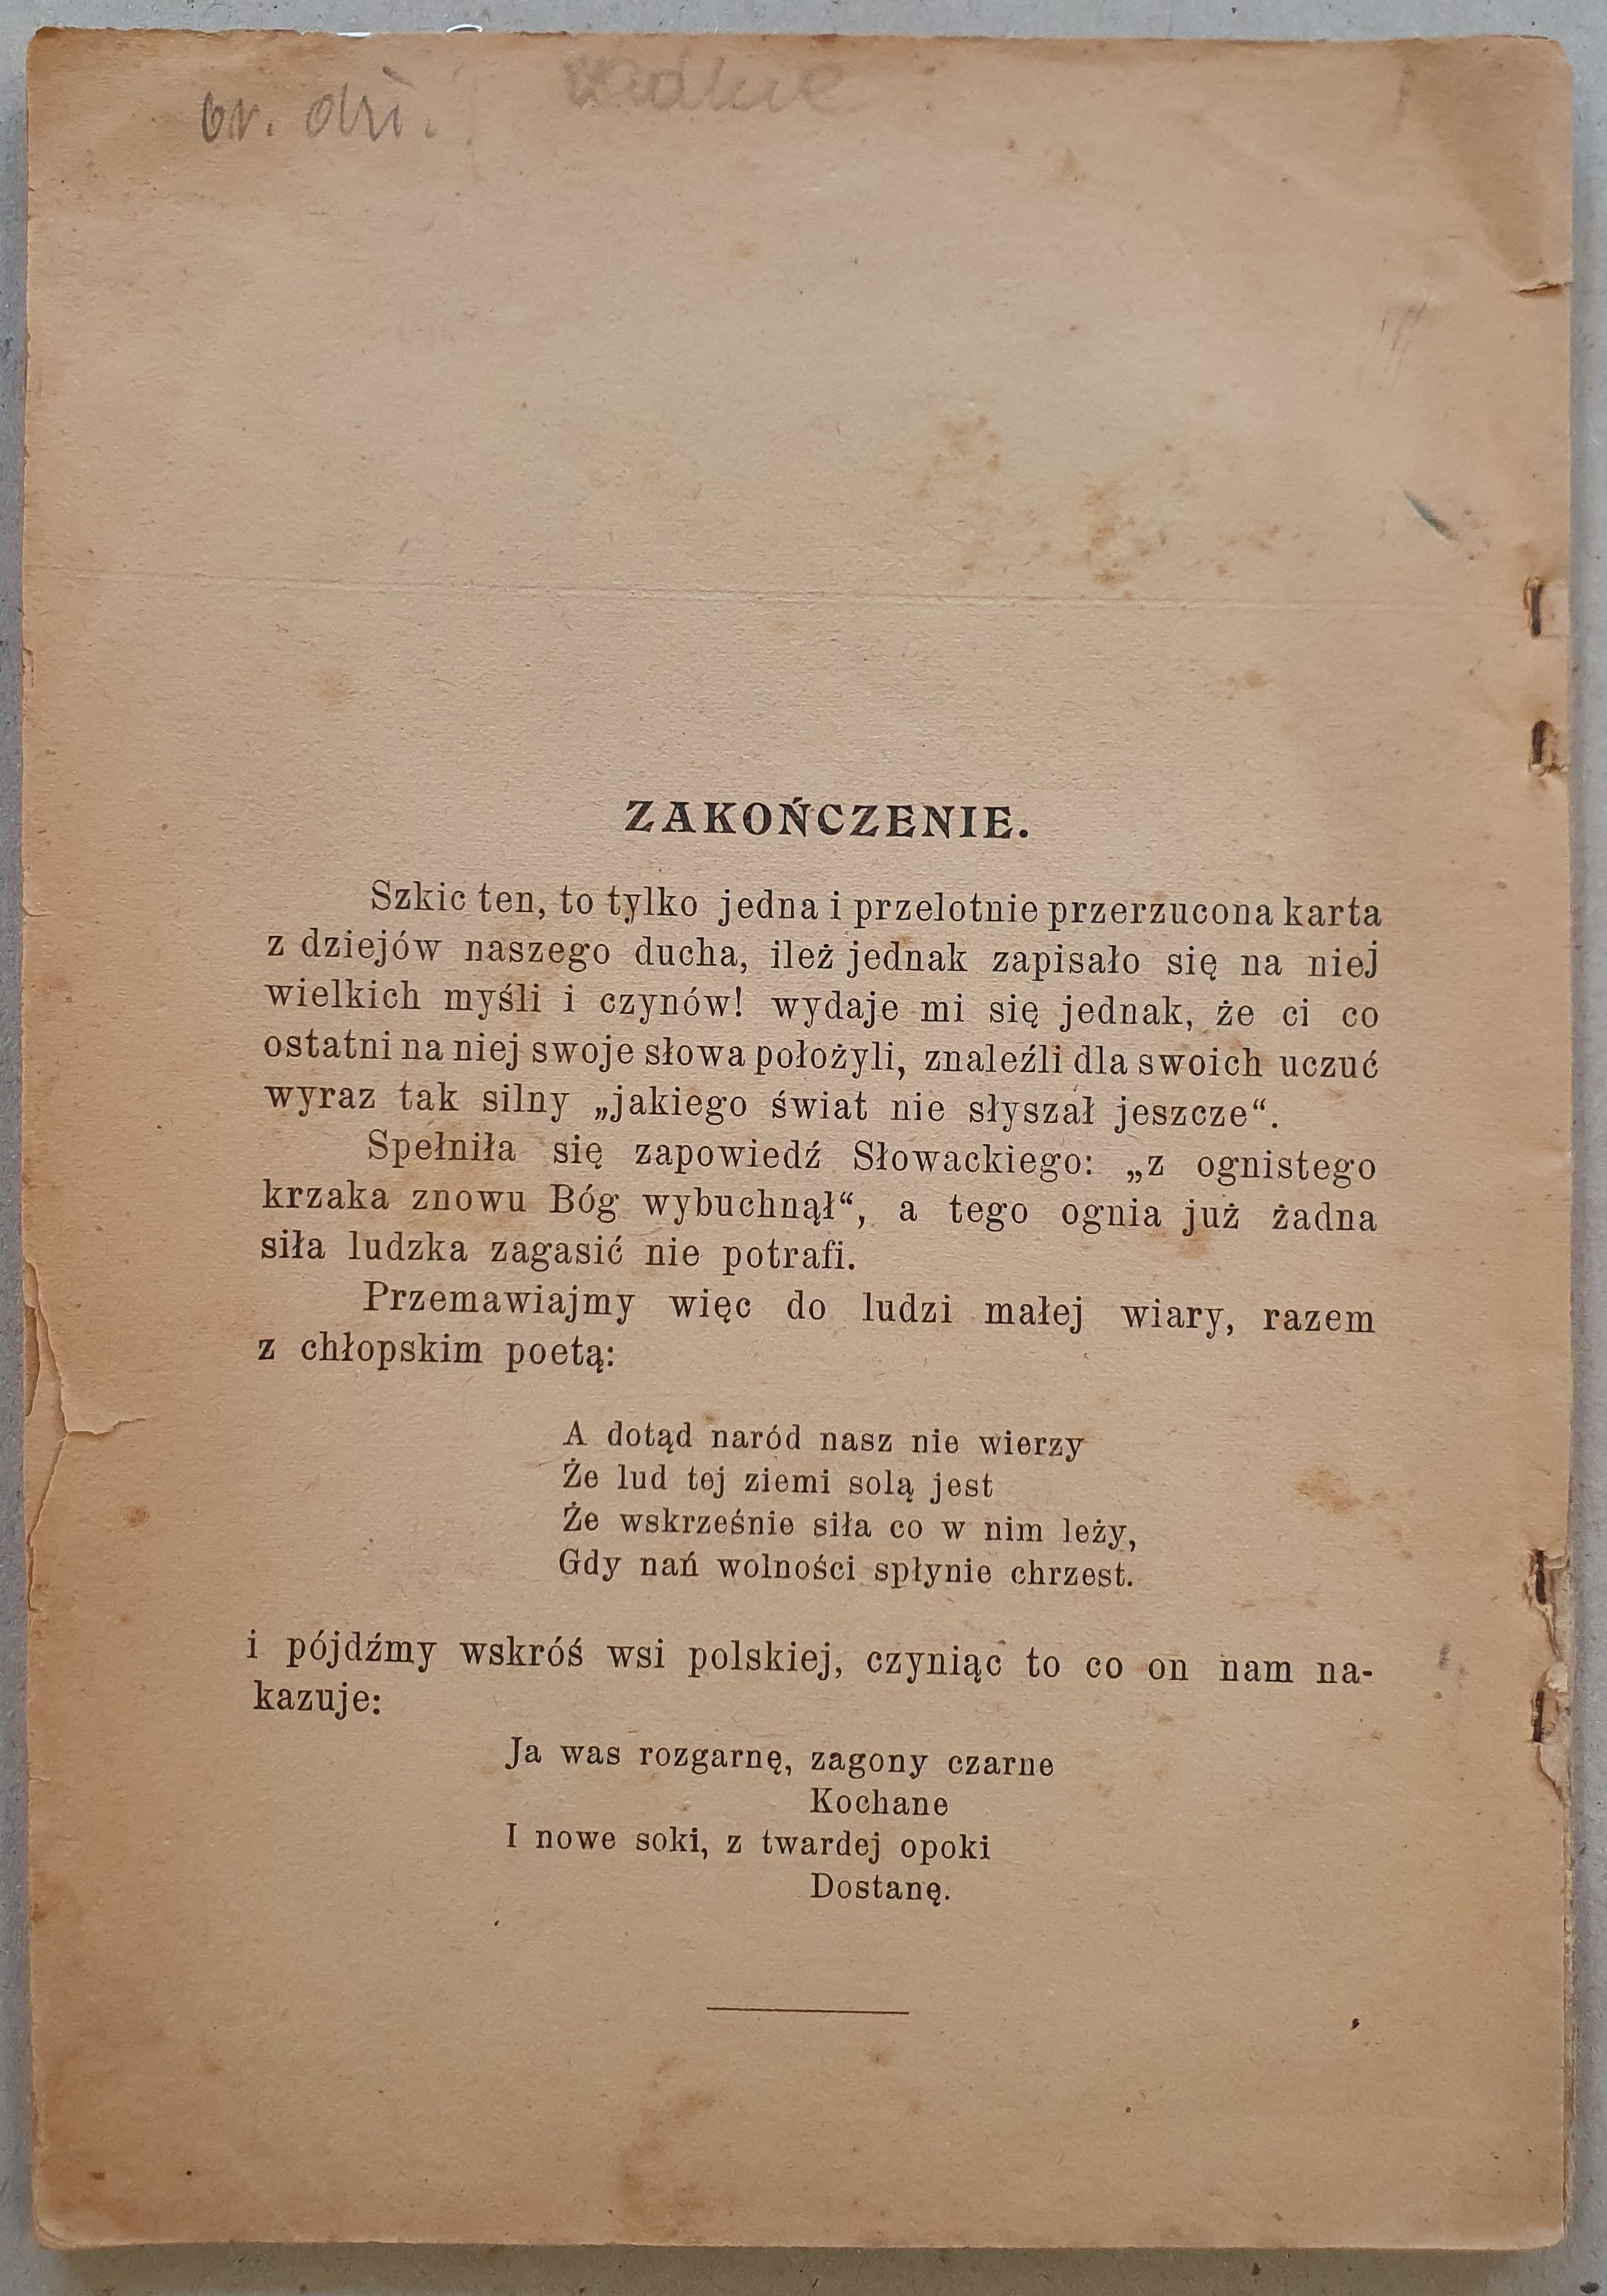 ZAKOŃCZENIE.
Szkic ten, to tylko jedna i przelotnie przerzucona karta
z dziejów naszego ducha, ileż jednak zapisało się na niej
wielkich myśli i czynów! wydaje mi się jednak, że ci co
ostatni na niej swoje słowa położyli, znaleźli dla swoich uczuć
wyraz tak silny „jakiego świat nie słyszał jeszcze“.
Spełniła się zapowiedź Słowackiego: „z ognistego
krzaka znowu Bóg wybuchnął“, a tego ognia już żadna
siła ludzka zagasić nie potrafi.
Przemawiajmy więc do ludzi małej wiary, razem
z chłopskim poetą:
A dotąd naród nasz nie wierzy
Że lud tej ziemi solą jest
Że wskrześnie siła co w nim leży,
Gdy nań wolności spłynie chrzest.
i pójdźmy wskróś wsi polskiej, czyniąc to co on nam na-
kazuje:
Ja was rozgarnę, zagony czarne
Kochane
I nowe soki, z twardej opoki
Dostanę.